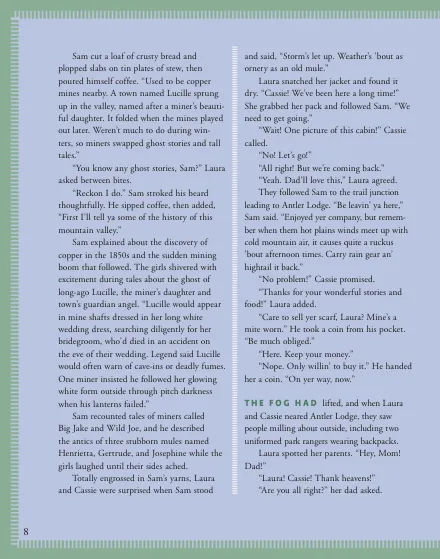 Sam cut a loaf of crusty bread and
plopped slabs on tin plates of stew, then
poured himself coffee. “Used to be copper
mines nearby. A town named Lucille sprung
up in the valley, named after a miner’s beauti-
ful daughter. It folded when the mines played
out later. Weren’t much to do during win-
ters, so miners swapped ghost stories and tall
tales.”
“You know any ghost stories, Sam?” Laura
asked between bites.
“Reckon I do.” Sam stroked his beard
thoughtfully. He sipped coffee, then added,
“First I’ll tell ya some of the history of this
mountain valley.”
Sam explained about the discovery of
copper in the 1850s and the sudden mining
boom that followed. The girls shivered with
excitement during tales about the ghost of
long-ago Lucille, the miner’s daughter and
town’s guardian angel. “Lucille would appear
in mine shafts dressed in her long white
wedding dress, searching diligently for her
bridegroom, who’d died in an accident on
the eve of their wedding. Legend said Lucille
would often warn of cave-ins or deadly fumes.
One miner insisted he followed her glowing
white form outside through pitch darkness
when his lanterns failed.”
Sam recounted tales of miners called
Big Jake and Wild Joe, and he described
the antics of three stubborn mules named
Henrietta, Gertrude, and Josephine while the
girls laughed until their sides ached.
Totally engrossed in Sam’s yarns, Laura
and Cassie were surprised when Sam stood
and said, “Storm’s let up. Weather’s ’bout as
ornery as an old mule.”
Laura snatched her jacket and found it
dry. “Cassie! We’ve been here a long time!”
She grabbed her pack and followed Sam. “We
need to get going.”
“Wait! One picture of this cabin!” Cassie
called.
“No! Let’s go!”
“All right! But we’re coming back.”
“Yeah. Dad’ll love this,” Laura agreed.
They followed Sam to the trail junction
leading to Antler Lodge. “Be leavin’ ya here,”
Sam said. “Enjoyed yer company, but remem-
ber when them hot plains winds meet up with
cold mountain air, it causes quite a ruckus
’bout afternoon times. Carry rain gear an’
hightail it back.”
“No problem!” Cassie promised.
“Thanks for your wonderful stories and
food!” Laura added.
“Care to sell yer scarf, Laura? Mine’s a
mite worn.” He took a coin from his pocket.
“Be much obliged.”
“Here. Keep your money.”
“Nope. Only willin’ to buy it.” He handed
her a coin. “On yer way, now.”
THE FOG HAD lifted, and when Laura
and Cassie neared Antler Lodge, they saw
people milling about outside, including two
uniformed park rangers wearing backpacks.
Laura spotted her parents. “Hey, Mom!
Dad!”
“Laura! Cassie! Thank heavens!”
“Are you all right?” her dad asked.
8